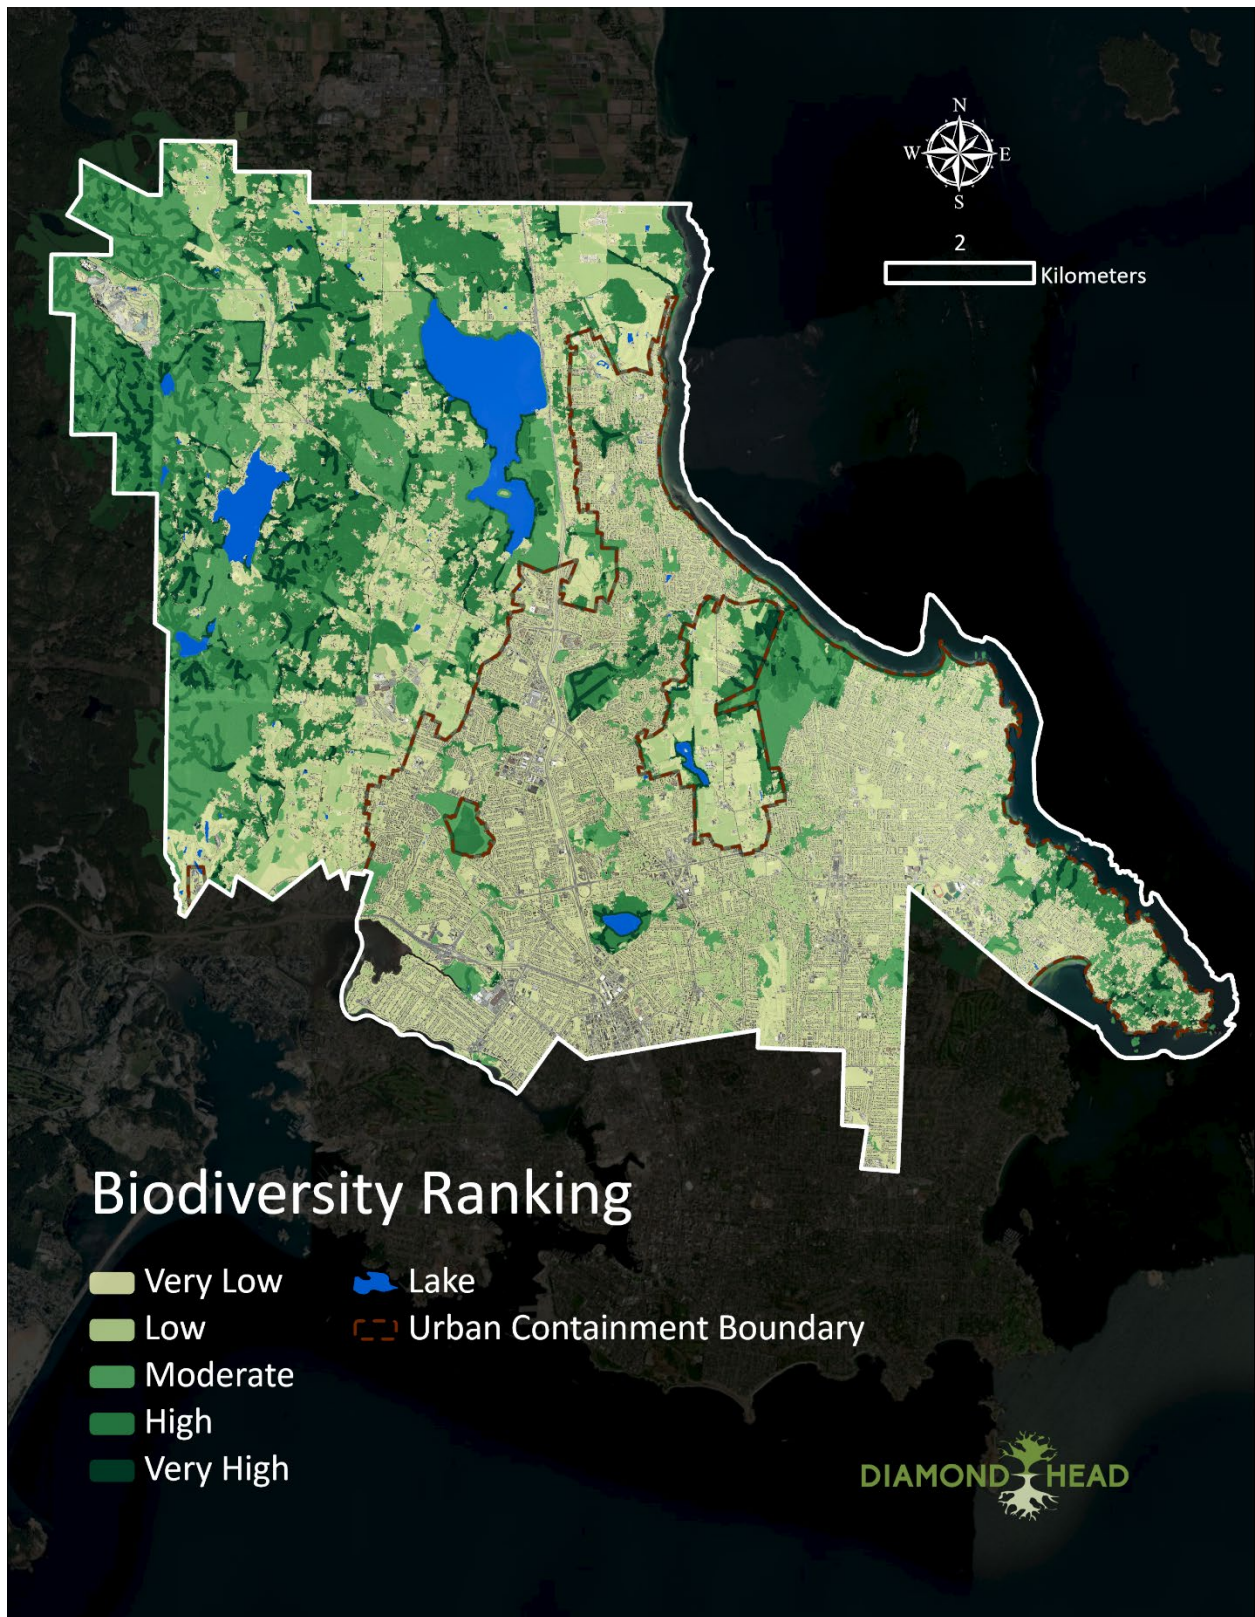 N
W E
S
2
Kilometers
Biodiversity Ranking
Very Low
Low
Moderate
High
Very High
Lake
Urban Containment Boundary
DIAMOND HEAD